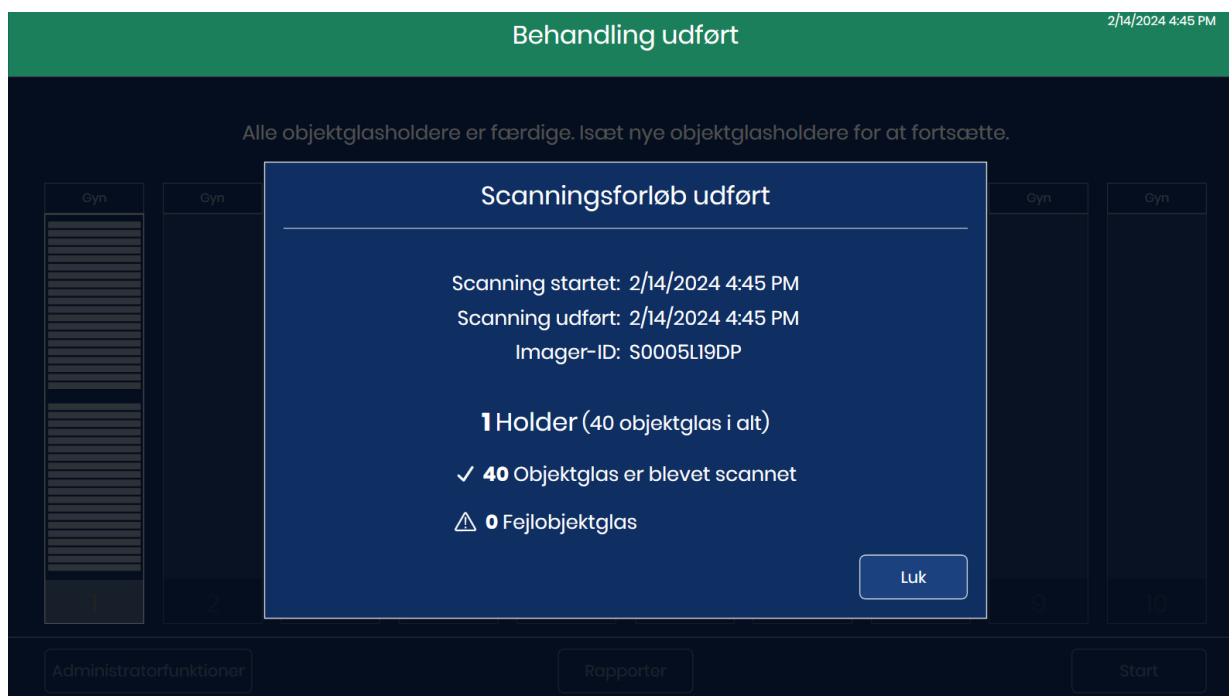 Behandling udført
2/14/2024 4:45 PM
Alle objektglasholdere er færdige. Isæt nye objektglasholdere for at fortsætte.
Gyn
Gyn
Gyn
Gyn
Scanningsforløb udført
Scanning startet: 2/14/2024 4:45 PM
Scanning udført: 2/14/2024 4:45 PM
Imager-ID: S0005L19DP
1 Holder (40 objektglas i alt)
40 Objektglas er blevet scannet
0 Fejlobjektglas
Luk
1
2
9
10
Administratorfunktioner
Rapporter
Start